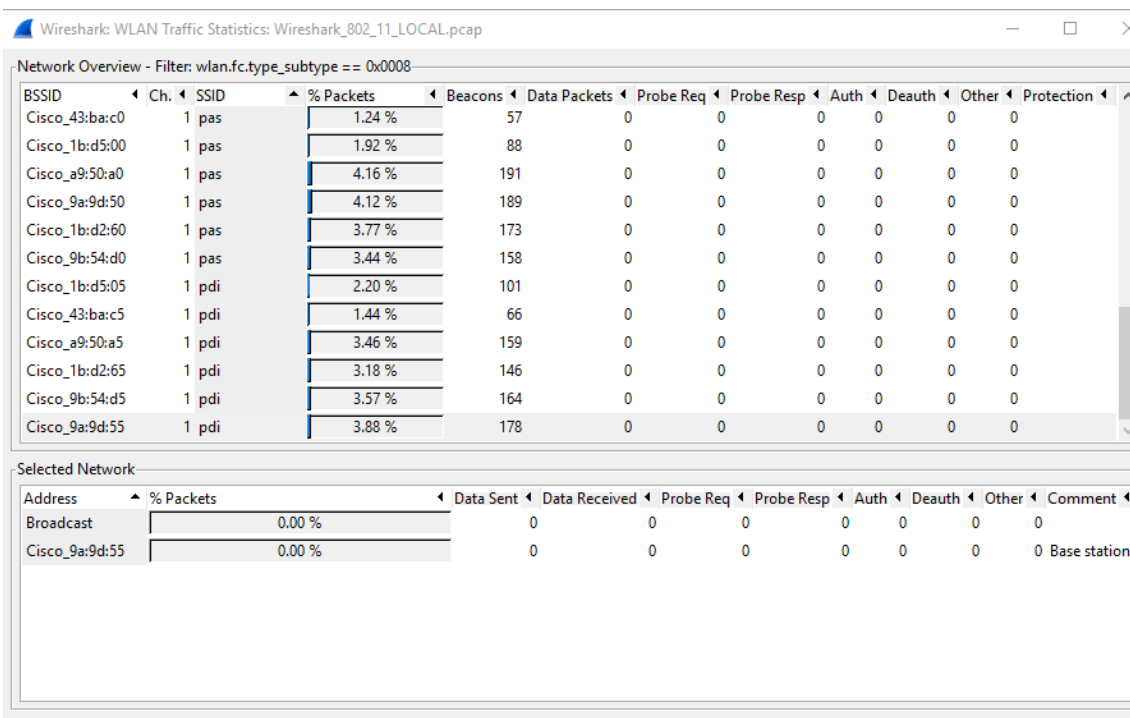 Wireshark: WLAN Traffic Statistics: Wireshark_802_11_LOCAL.pcap
Network Overview - Filter: wlan.fc.type_subtype == 0x0008
BSSID Ch. SSID % Packets Beacons Data Packets Probe Req Probe Resp Auth Deauth Other Protection
Cisco_43:ba:c0 1 pas 1.24 % 57 0 0 0 0 0 0
Cisco_1b:d5:00 1 pas 1.92 % 88 0 0 0 0 0 0
Cisco_a9:50:a0 1 pas 4.16 % 191 0 0 0 0 0 0
Cisco_9a:9d:50 1 pas 4.12 % 189 0 0 0 0 0 0
Cisco_1b:d2:60 1 pas 3.77 % 173 0 0 0 0 0 0
Cisco_9b:54:d0 1 pas 3.44 % 158 0 0 0 0 0 0
Cisco_1b:d5:05 1 pdi 2.20 % 101 0 0 0 0 0 0
Cisco_43:ba:c5 1 pdi 1.44 % 66 0 0 0 0 0 0
Cisco_a9:50:a5 1 pdi 3.46 % 159 0 0 0 0 0 0
Cisco_1b:d2:65 1 pdi 3.18 % 146 0 0 0 0 0 0
Cisco_9b:54:d5 1 pdi 3.57 % 164 0 0 0 0 0 0
Cisco_9a:9d:55 1 pdi 3.88 % 178 0 0 0 0 0 0
Selected Network
Address % Packets Data Sent Data Received Probe Req Probe Resp Auth Deauth Other Comment
Broadcast 0.00 % 0 0 0 0 0 0 0
Cisco_9a:9d:55 0.00 % 0 0 0 0 0 0 0 Base station